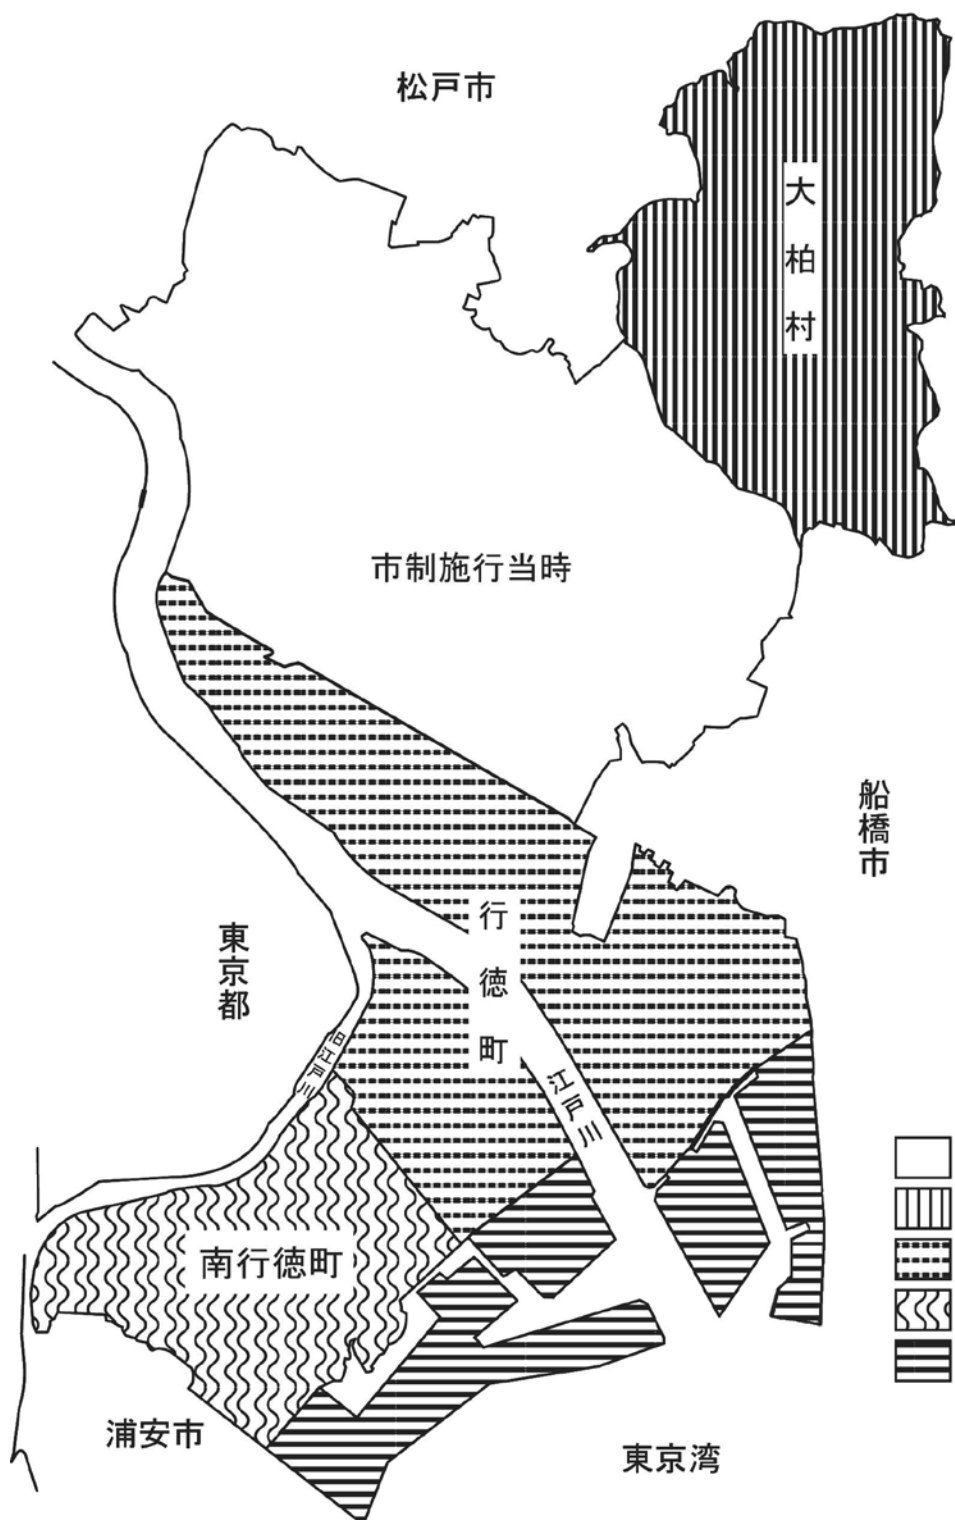 松戸市
大柏村
市制施行当時
船橋市
行徳町
東京都
旧江戸川
江戸川
南行徳町
浦安市
東京湾